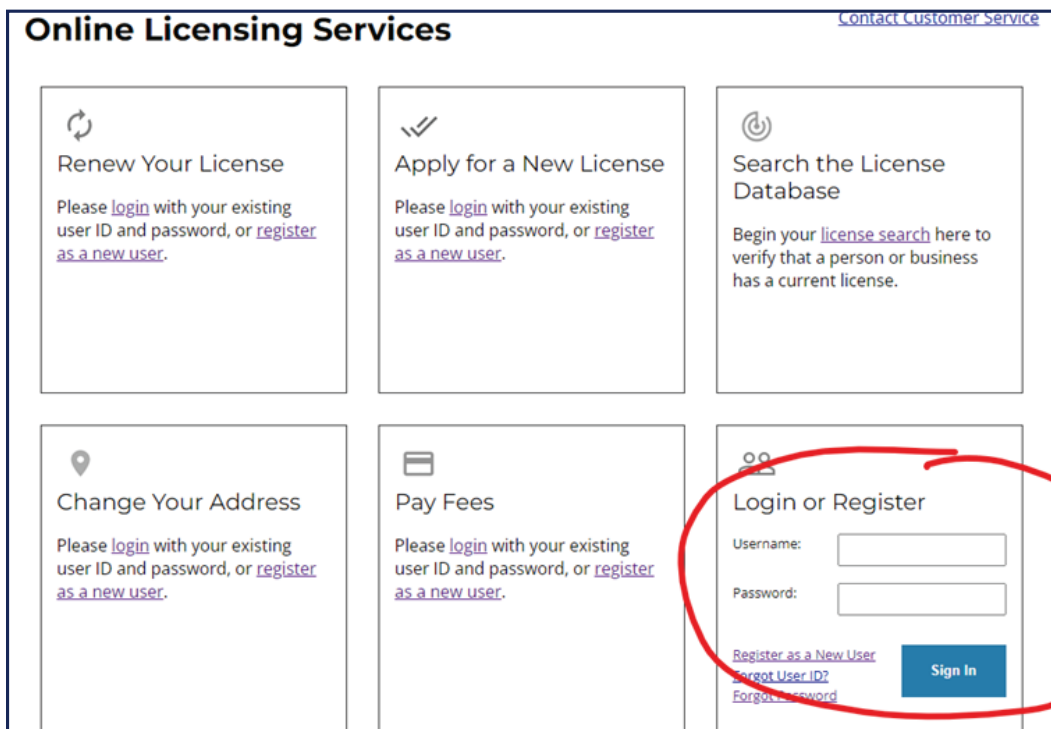 Online Licensing Services
Contact Customer Service
Renew Your License
Please login with your existing
user ID and password, or register
as a new user.
Apply for a New License
Please login with your existing
user ID and password, or register
as a new user.
Search the License
Database
Begin your license search here to
verify that a person or business
has a current license.
Change Your Address
Please login with your existing
user ID and password, or register
as a new user.
Pay Fees
Please login with your existing
user ID and password, or register
as a new user.
Login or Register
Username:
Password:
Register as a New User
Forgot User ID?
Forgot Password
Sign In